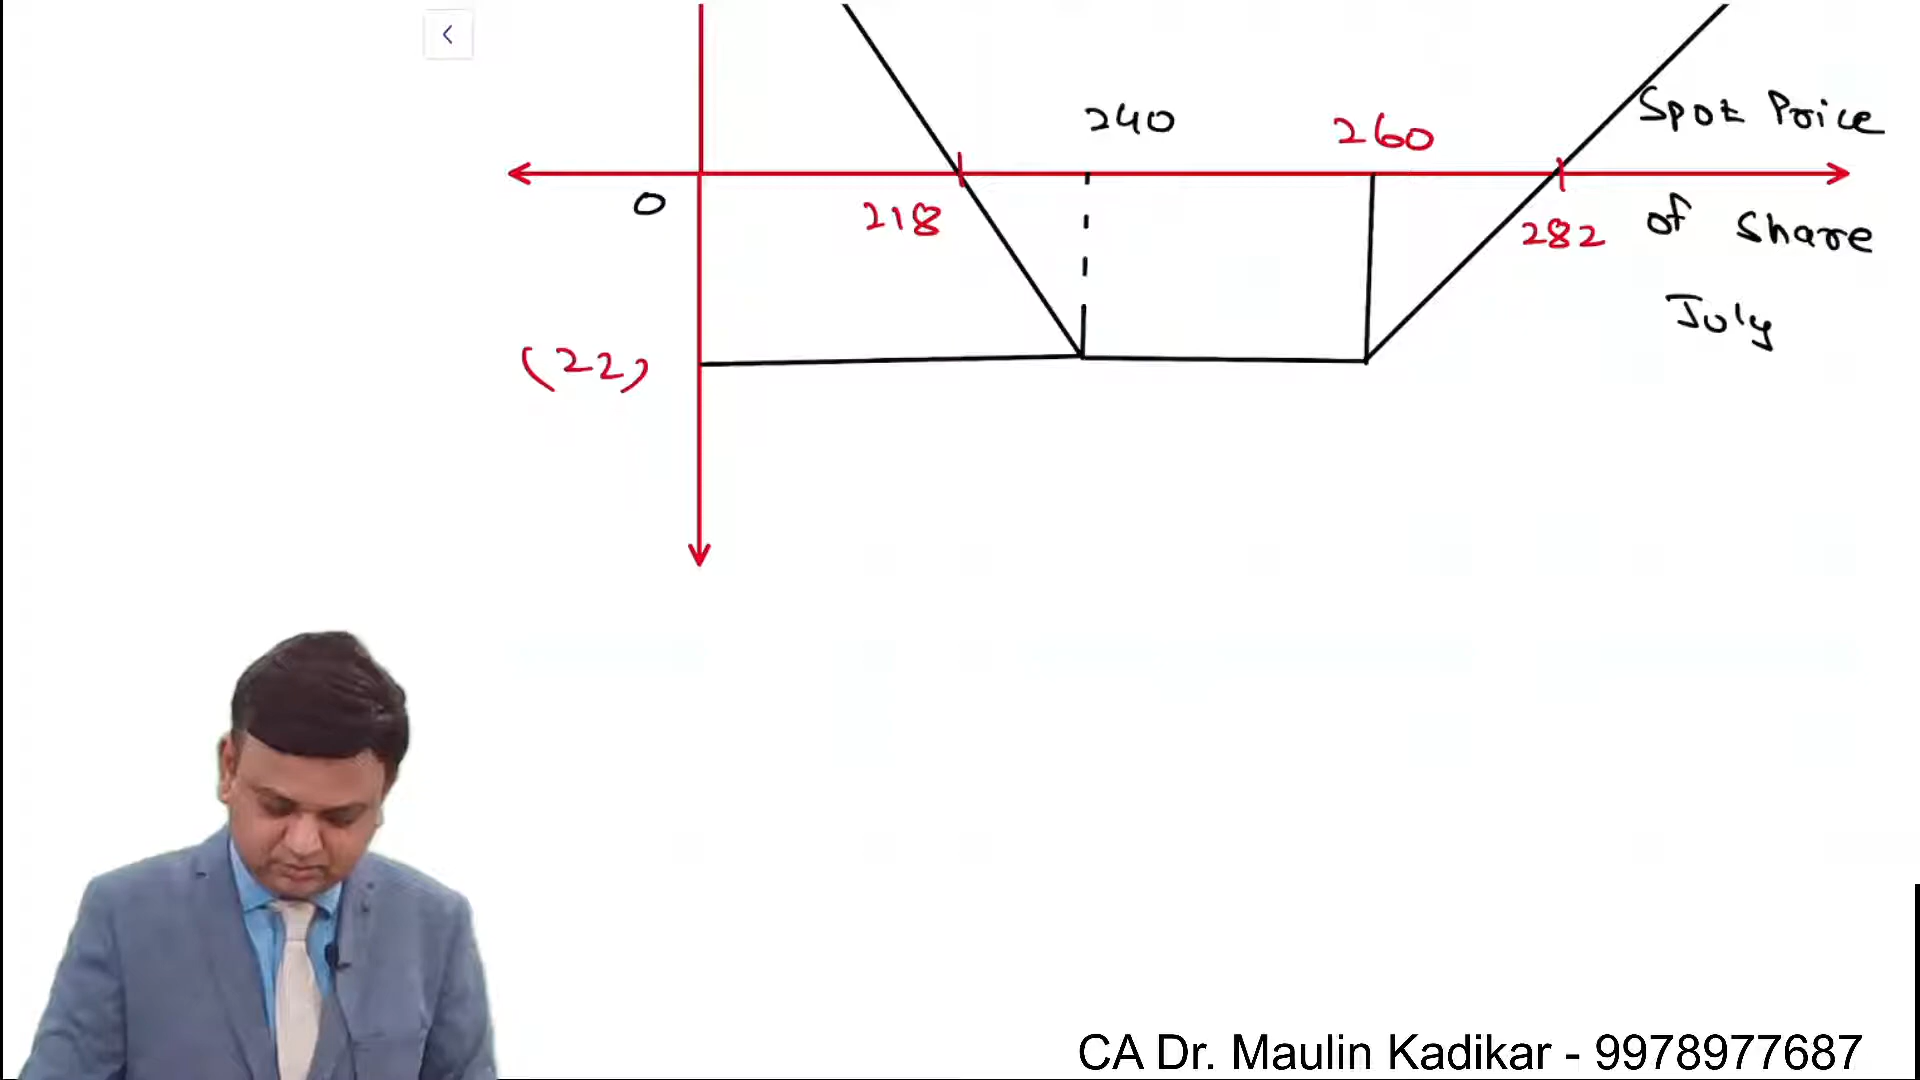 240
260
Spot Price
0
218
282
of share
July
(22)
CA Dr. Maulin Kadikar - 9978977687